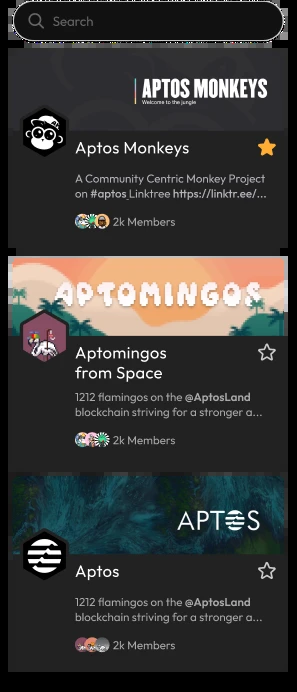 Search
APTOS MONKEYS
Welcome to the jungle
Aptos Monkeys
A Community Centric Monkey Project
on #aptos Linktree https://linktr.ee/...
2k Members
APTOMINGOS
Aptomingos
from Space
1212 flamingos on the @AptosLand
blockchain striving for a stronger a...
2k Members
APTOS
Aptos
1212 flamingos on the @AptosLand
blockchain striving for a stronger a...
2k Members